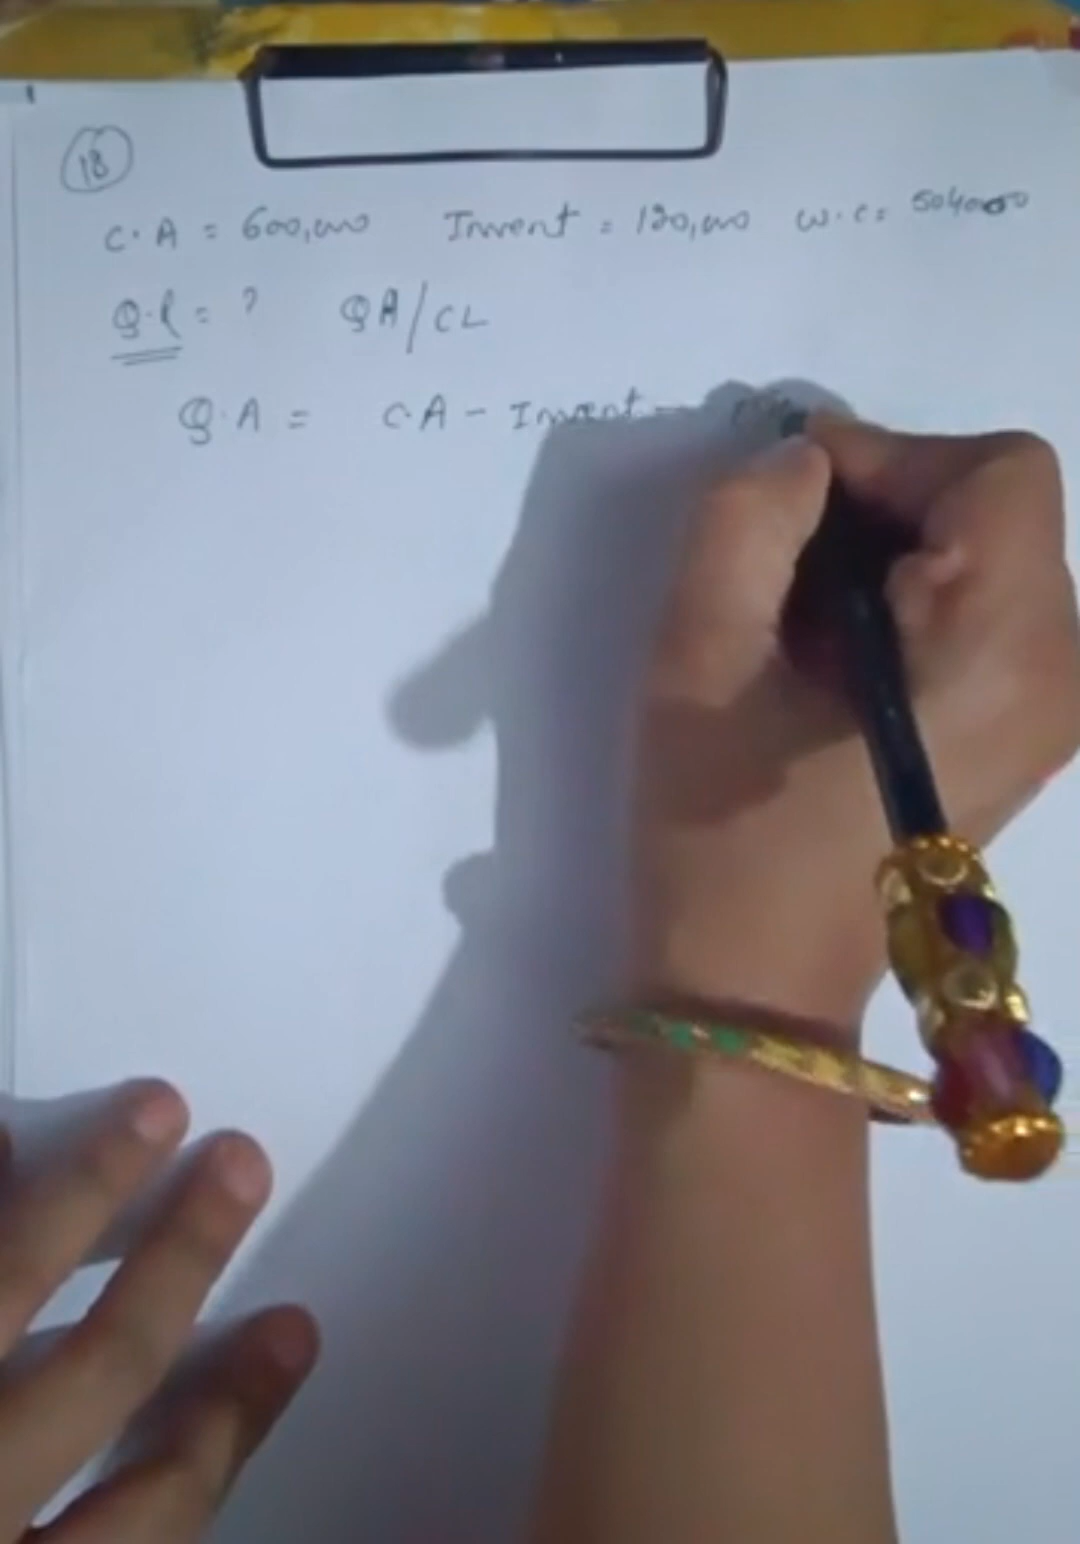 18
C.A = 600,000 Invent = 120,000 W.C = 504000
Q.R = ? QA/CL
Q.A = C.A - Invent -